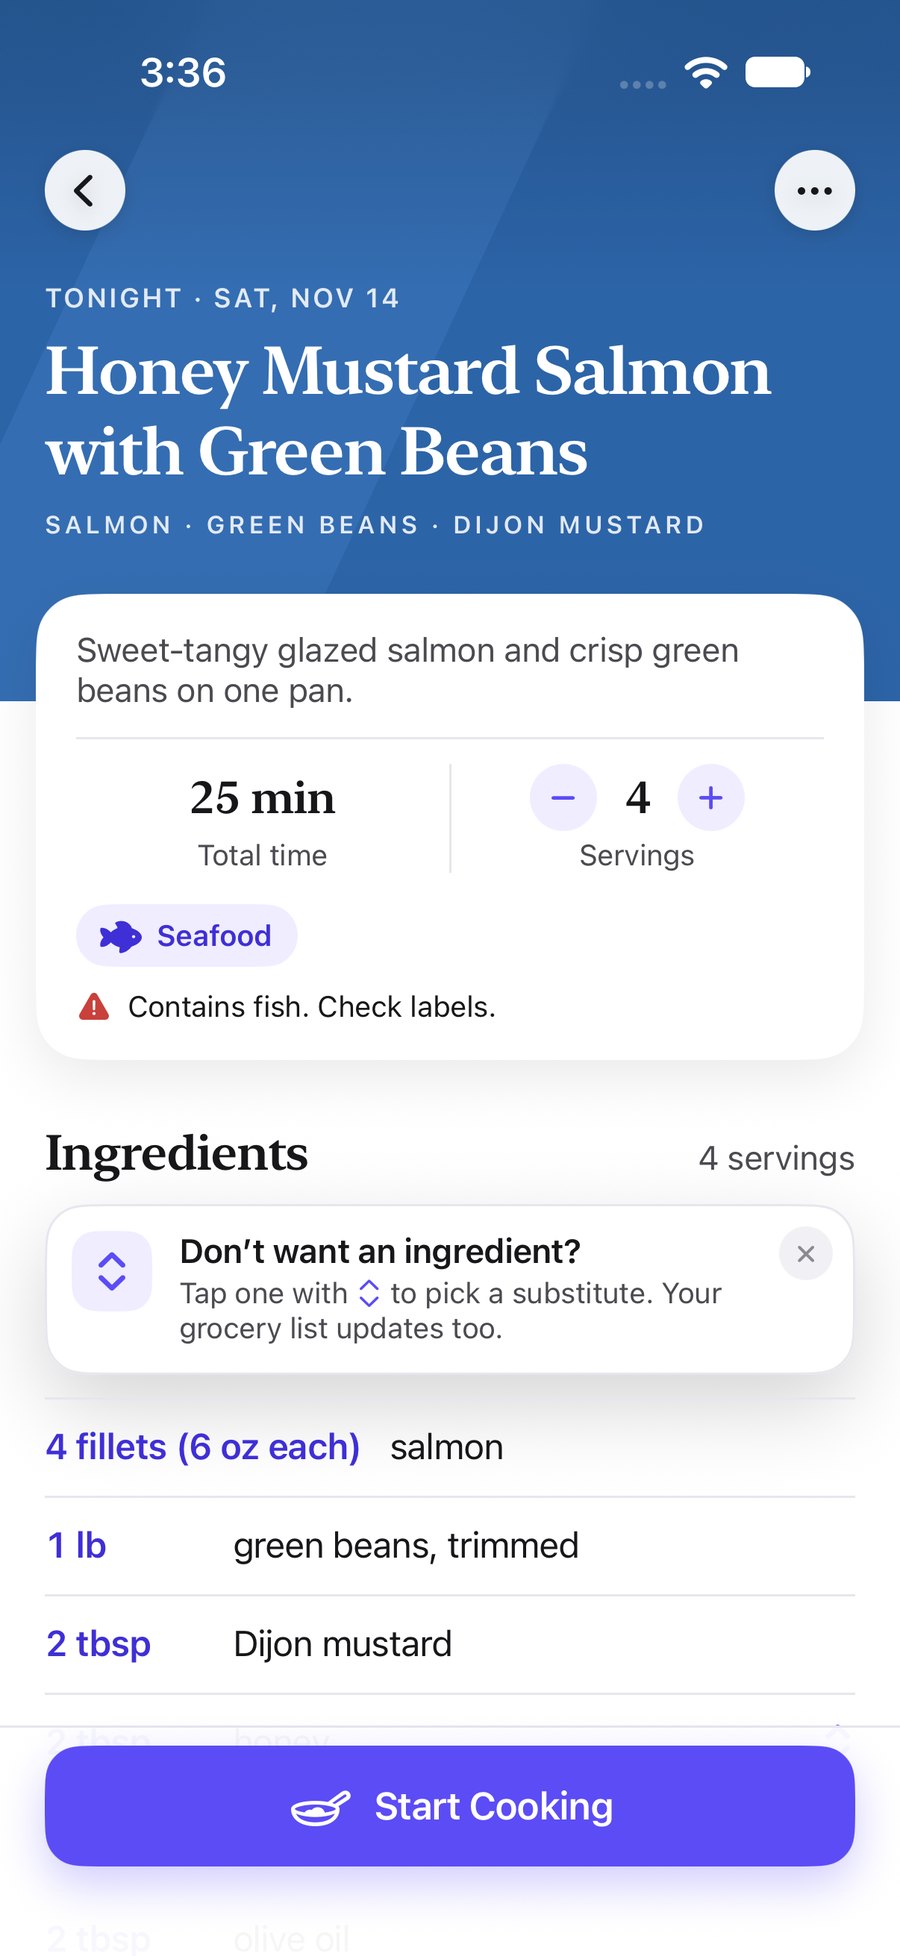 3:36
TONIGHT · SAT, NOV 14
Honey Mustard Salmon
with Green Beans
SALMON · GREEN BEANS · DIJON MUSTARD
Sweet-tangy glazed salmon and crisp green
beans on one pan.
25 min
Total time
4
Servings
Seafood
Contains fish. Check labels.
Ingredients
4 servings
Don’t want an ingredient?
Tap one with to pick a substitute. Your
grocery list updates too.
4 fillets (6 oz each) salmon
1 lb green beans, trimmed
2 tbsp Dijon mustard
2 tbsp honey
Start Cooking
2 tbsp olive oil